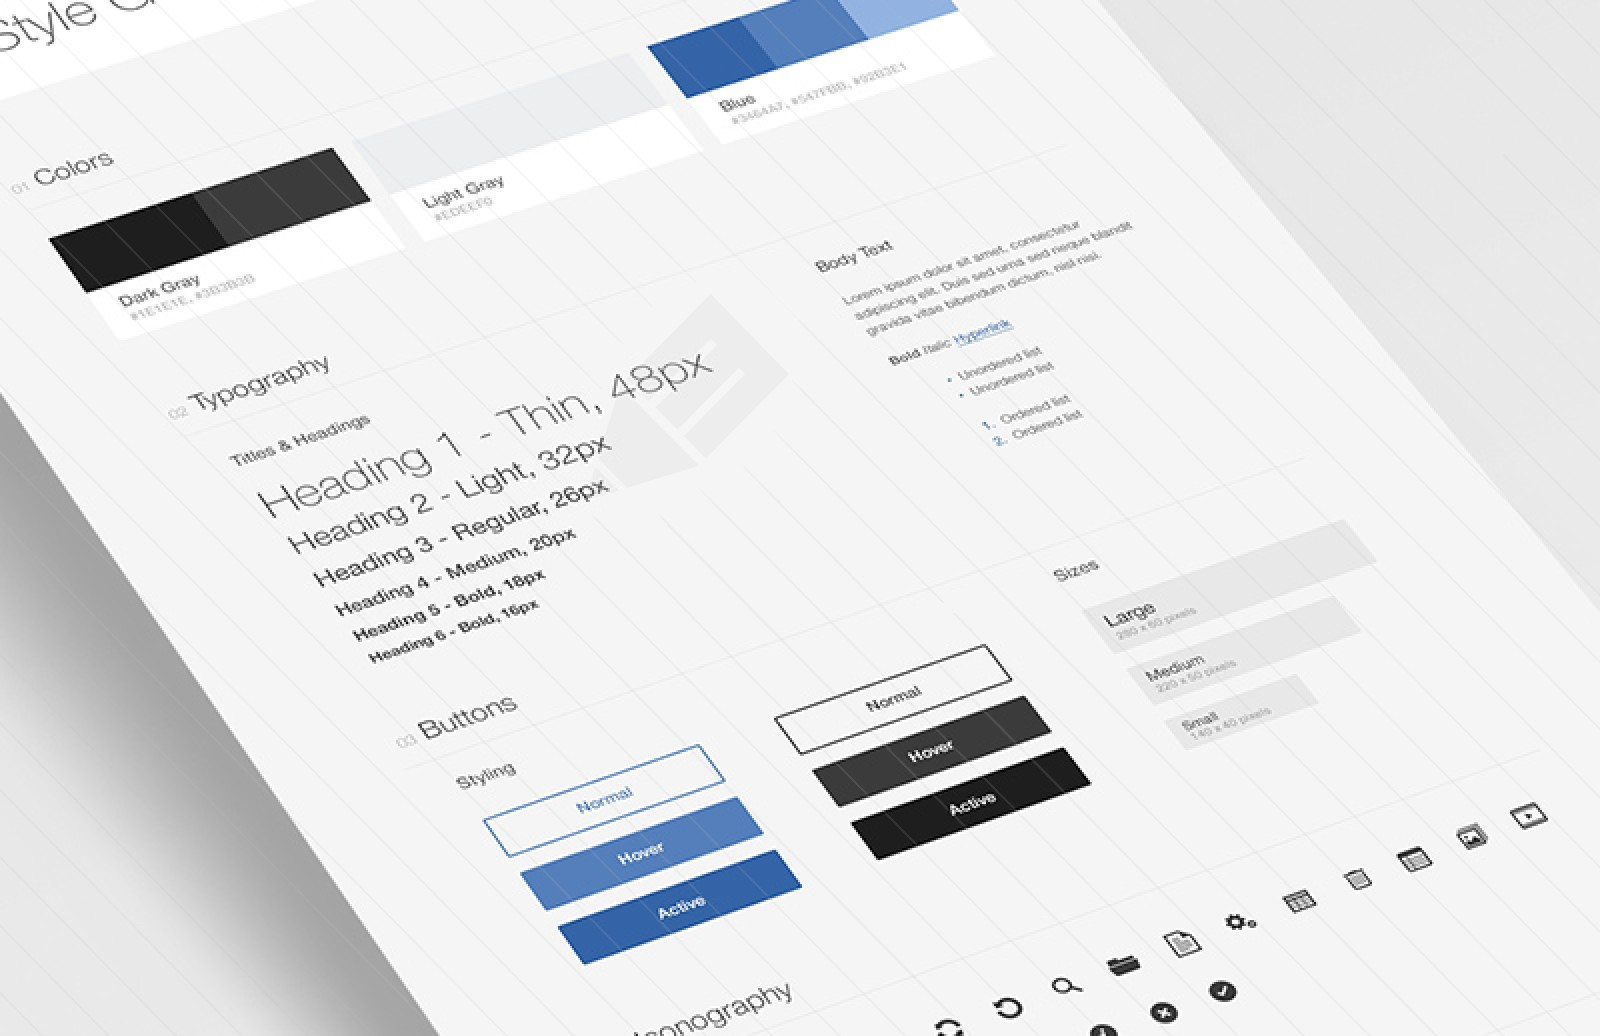 Style
01 Colors
Dark Gray
#1E1E1E, #3B3B3B
Light Gray
#EDEEF0
Blue
#3464A7, #547FBB, #92B3E1
02 Typography
Titles & Headings
Heading 1 - Thin, 48px
Heading 2 - Light, 32px
Heading 3 - Regular, 26px
Heading 4 - Medium, 20px
Heading 5 - Bold, 18px
Heading 6 - Bold, 16px
Body Text
Lorem ipsum dolor sit amet, consectetur
adipiscing elit. Duis sed urna sed neque blandit
gravida vitae bibendum dictum, nisl nisi.
Bold Italic Hyperlink
• Unordered list
• Unordered list
1. Ordered list
2. Ordered list
03 Buttons
Styling
Normal
Hover
Active
Normal
Hover
Active
Sizes
Large
280 x 60 pixels
Medium
220 x 50 pixels
Small
140 x 40 pixels
Iconography